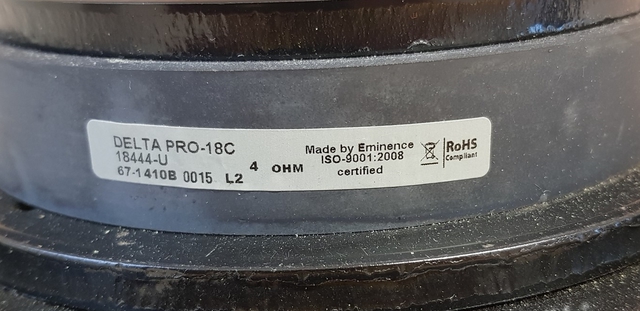 DELTA PRO-18C
18444-U
67-1410B 0015 L2
4 OHM
Made by Eminence
ISO-9001:2008
certified
RoHS
Compliant